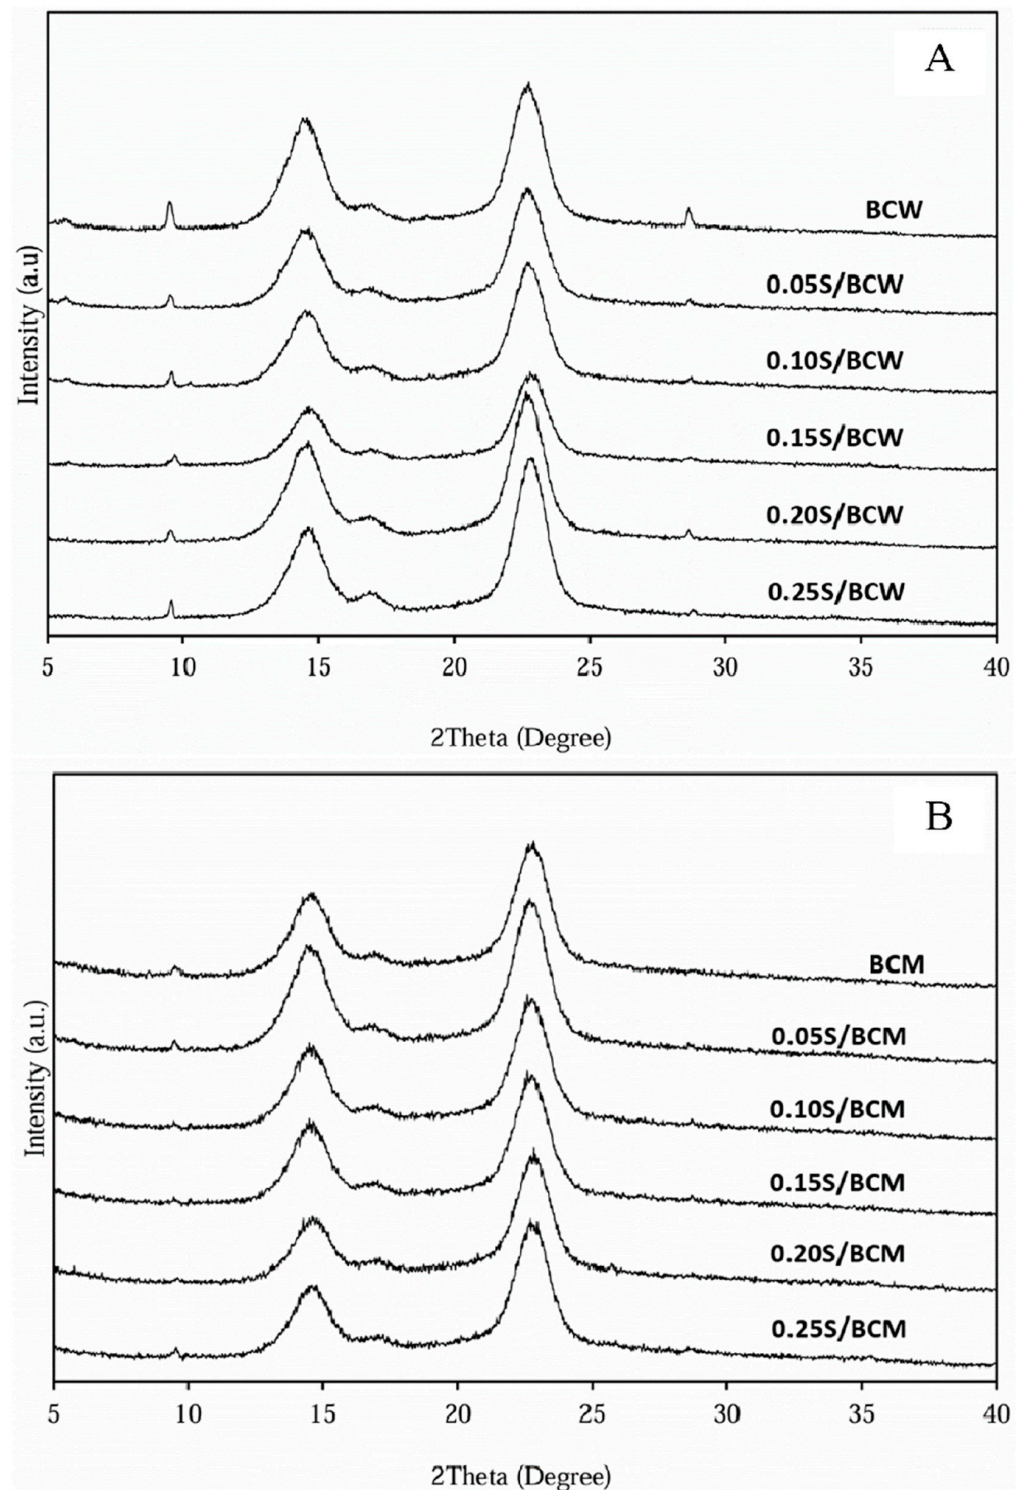 A
BCW
0.05S/BCW
0.10S/BCW
0.15S/BCW
0.20S/BCW
0.25S/BCW
Intensity (a.u)
5 10 15 20 25 30 35 40
2Theta (Degree)
B
BCM
0.05S/BCM
0.10S/BCM
0.15S/BCM
0.20S/BCM
0.25S/BCM
Intensity (a.u.)
5 10 15 20 25 30 35 40
2Theta (Degree)